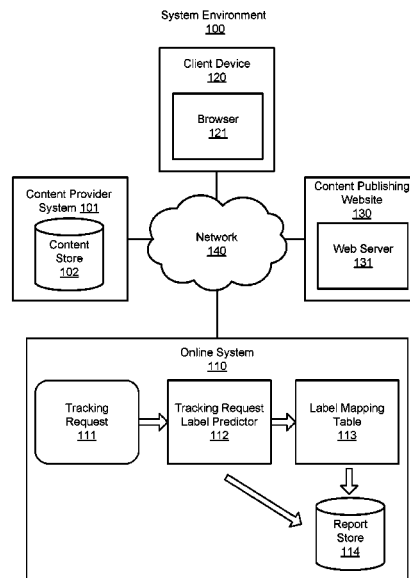 System Environment
100
Client Device
120
Browser
121
Content Provider
System 101
Content
Store
102
Network
140
Content Publishing
Website
130
Web Server
131
Online System
110
Tracking
Request
111
Tracking Request
Label Predictor
112
Label Mapping
Table
113
Report
Store
114